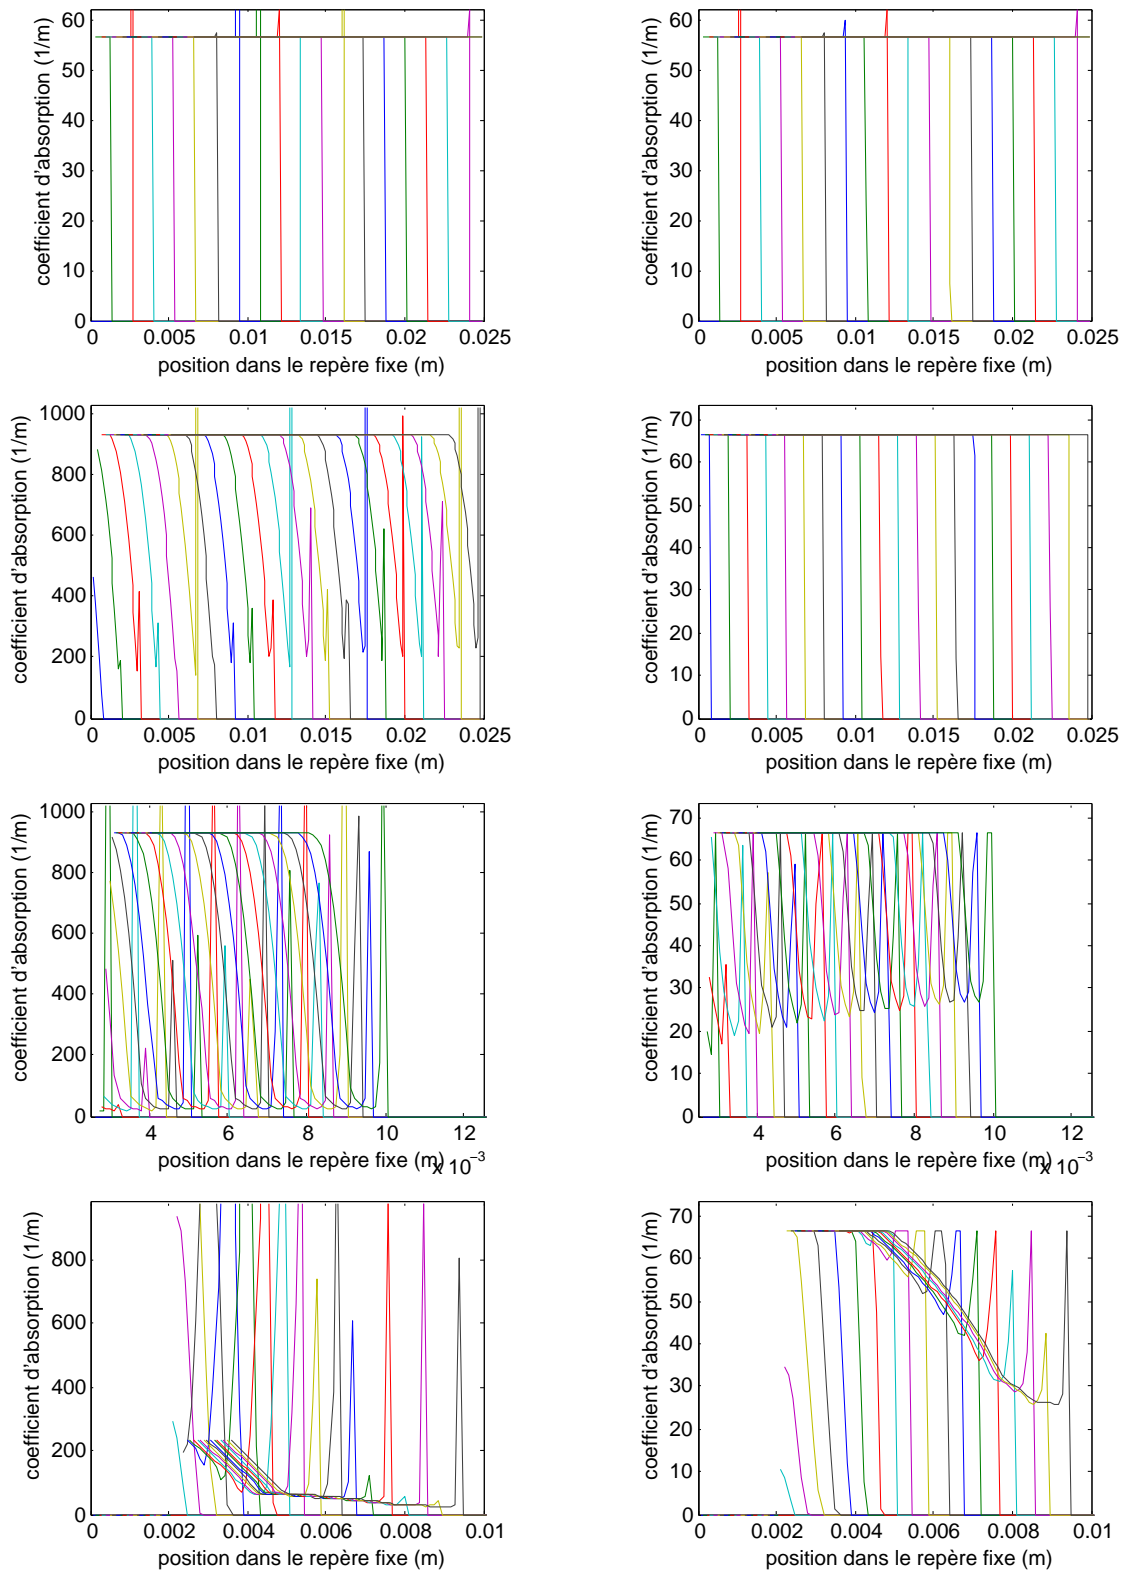 60
50
40
30
20
10
0
0 0.005 0.01 0.015 0.02 0.025
coefficient d'absorption (1/m)
position dans le repère fixe (m)
60
50
40
30
20
10
0
0 0.005 0.01 0.015 0.02 0.025
coefficient d'absorption (1/m)
position dans le repère fixe (m)
1000
800
600
400
200
0
0 0.005 0.01 0.015 0.02 0.025
coefficient d'absorption (1/m)
position dans le repère fixe (m)
70
60
50
40
30
20
10
0
0 0.005 0.01 0.015 0.02 0.025
coefficient d'absorption (1/m)
position dans le repère fixe (m)
1000
800
600
400
200
0
4 6 8 10 12
coefficient d'absorption (1/m)
position dans le repère fixe (m)
x 10⁻³
70
60
50
40
30
20
10
0
4 6 8 10 12
coefficient d'absorption (1/m)
position dans le repère fixe (m)
x 10⁻³
800
600
400
200
0
0 0.002 0.004 0.006 0.008 0.01
coefficient d'absorption (1/m)
position dans le repère fixe (m)
70
60
50
40
30
20
10
0
0 0.002 0.004 0.006 0.008 0.01
coefficient d'absorption (1/m)
position dans le repère fixe (m)